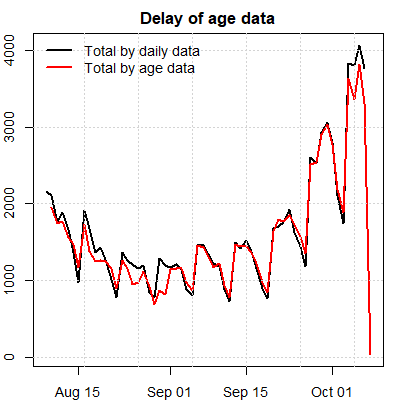 Delay of age data
Total by daily data
Total by age data
4000
3000
2000
1000
0
Aug 15
Sep 01
Sep 15
Oct 01